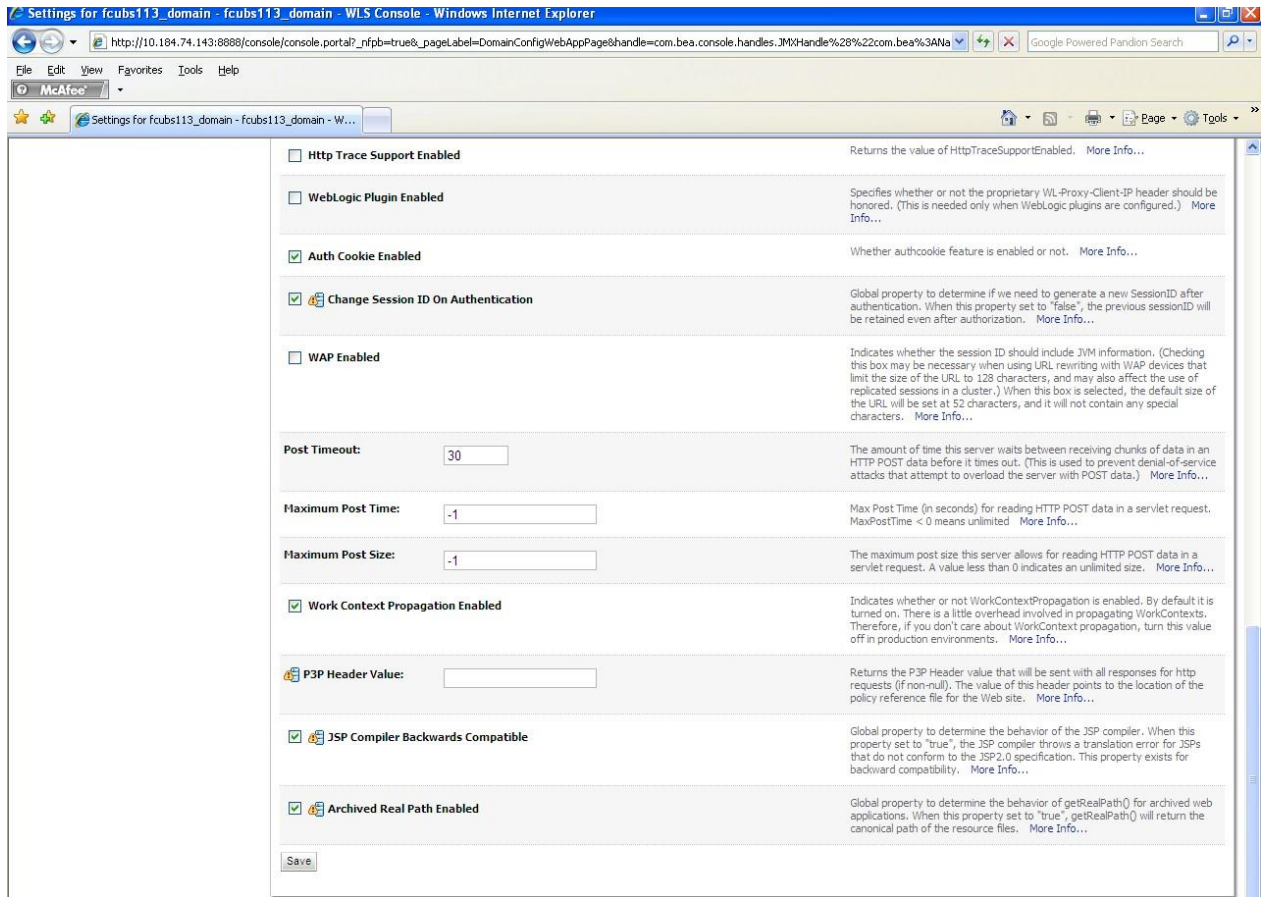 Settings for fcubs113_domain - fcubs113_domain - WLS Console - Windows Internet Explorer
http://10.184.74.143:8888/console/console.portal?_nfpb=true&_pageLabel=DomainConfigWebAppPage&handle=com.bea.console.handles.JMXHandle%28%22com.bea%3ANa
Google Powered Pandion Search
File Edit View Favorites Tools Help
McAfee
Settings for fcubs113_domain - fcubs113_domain - W...
Page Tools
Http Trace Support Enabled
Returns the value of HttpTraceSupportEnabled. More Info...
WebLogic Plugin Enabled
Specifies whether or not the proprietary WL-Proxy-Client-IP header should be
honored. (This is needed only when WebLogic plugins are configured.) More
Info...
Auth Cookie Enabled
Whether authcookie feature is enabled or not. More Info...
Change Session ID On Authentication
Global property to determine if we need to generate a new SessionID after
authentication. When this property set to "false", the previous sessionID will
be retained even after authorization. More Info...
WAP Enabled
Indicates whether the session ID should include JVM information. (Checking
this box may be necessary when using URL rewriting with WAP devices that
limit the size of the URL to 128 characters, and may also affect the use of
replicated sessions in a cluster.) When this box is selected, the default size of
the URL will be set at 52 characters, and it will not contain any special
characters. More Info...
Post Timeout:
30
The amount of time this server waits between receiving chunks of data in an
HTTP POST data before it times out. (This is used to prevent denial-of-service
attacks that attempt to overload the server with POST data.) More Info...
Maximum Post Time:
-1
Max Post Time (in seconds) for reading HTTP POST data in a servlet request.
MaxPostTime < 0 means unlimited More Info...
Maximum Post Size:
-1
The maximum post size this server allows for reading HTTP POST data in a
servlet request. A value less than 0 indicates an unlimited size. More Info...
Work Context Propagation Enabled
Indicates whether or not WorkContextPropagation is enabled. By default it is
turned on. There is a little overhead involved in propagating WorkContexts.
Therefore, if you don't care about WorkContext propagation, turn this value
off in production environments. More Info...
P3P Header Value:
Returns the P3P Header value that will be sent with all responses for http
requests (if non-null). The value of this header points to the location of the
policy reference file for the Web site. More Info...
JSP Compiler Backwards Compatible
Global property to determine the behavior of the JSP compiler. When this
property set to "true", the JSP compiler throws a translation error for JSPs
that do not conform to the JSP2.0 specification. This property exists for
backward compatibility. More Info...
Archived Real Path Enabled
Global property to determine the behavior of getRealPath() for archived web
applications. When this property set to "true", getRealPath() will return the
canonical path of the resource files. More Info...
Save